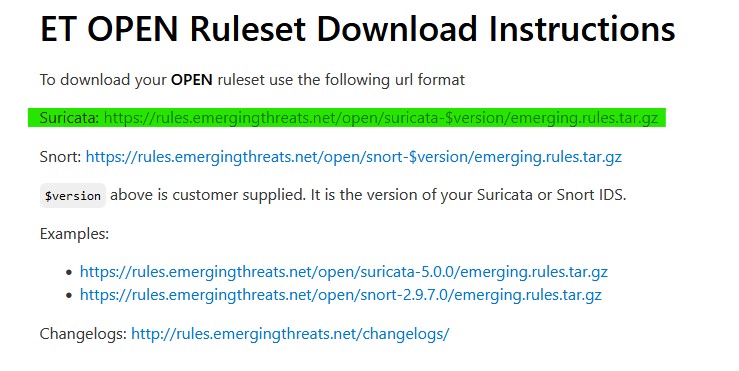 ET OPEN Ruleset Download Instructions
To download your OPEN ruleset use the following url format
Suricata: https://rules.emergingthreats.net/open/suricata-$version/emerging.rules.tar.gz
Snort: https://rules.emergingthreats.net/open/snort-$version/emerging.rules.tar.gz
$version above is customer supplied. It is the version of your Suricata or Snort IDS.
Examples:
• https://rules.emergingthreats.net/open/suricata-5.0.0/emerging.rules.tar.gz
• https://rules.emergingthreats.net/open/snort-2.9.7.0/emerging.rules.tar.gz
Changelogs: http://rules.emergingthreats.net/changelogs/